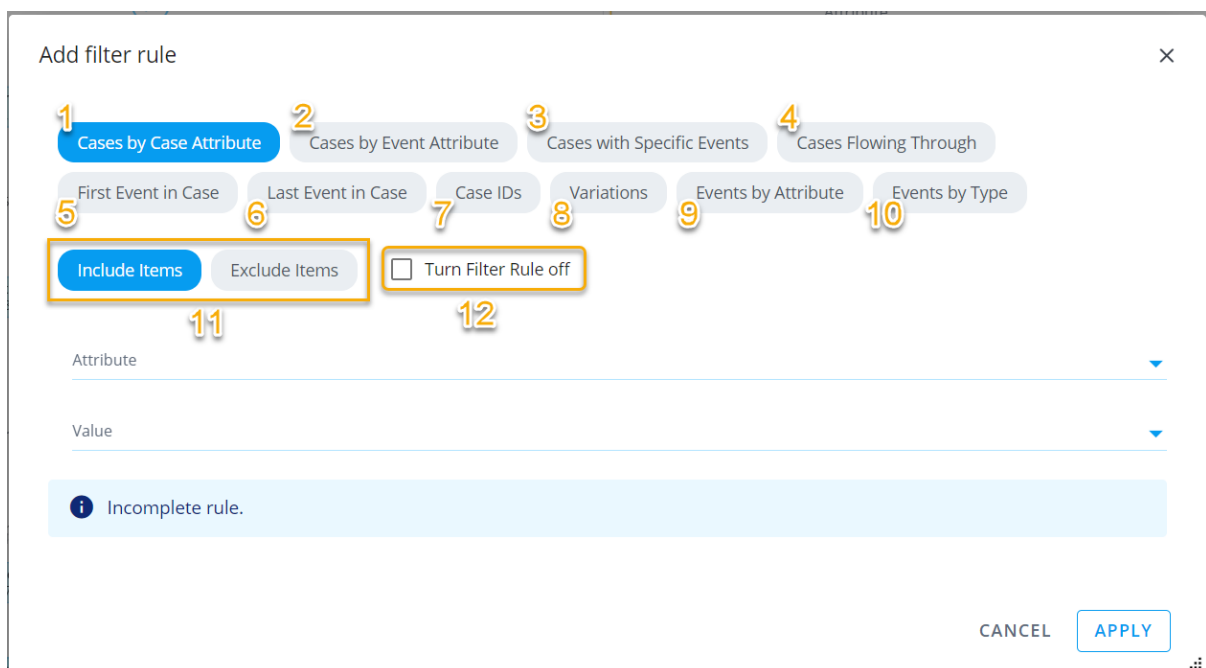 Attribute
Add filter rule
1 2 3 4
Cases by Case Attribute Cases by Event Attribute Cases with Specific Events Cases Flowing Through
First Event in Case Last Event in Case Case IDs Variations Events by Attribute Events by Type
5 6 7 8 9 10
Include Items Exclude Items Turn Filter Rule off
11 12
Attribute
Value
Incomplete rule.
CANCEL APPLY